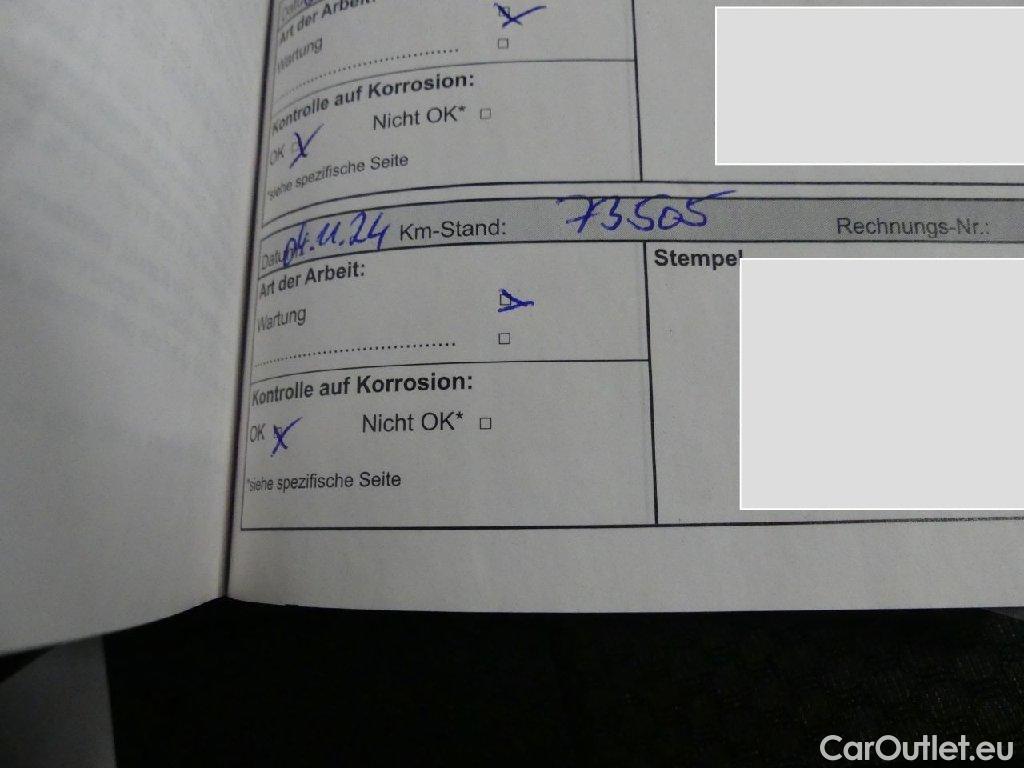 Art der Arbeit:
Wartung
Kontrolle auf Korrosion:
OK Nicht OK*
*siehe spezifische Seite
Datum 04.11.24 Km-Stand: 73505 Rechnungs-Nr.:
Art der Arbeit: Stempel
Wartung
Kontrolle auf Korrosion:
OK Nicht OK*
*siehe spezifische Seite
CarOutlet.eu